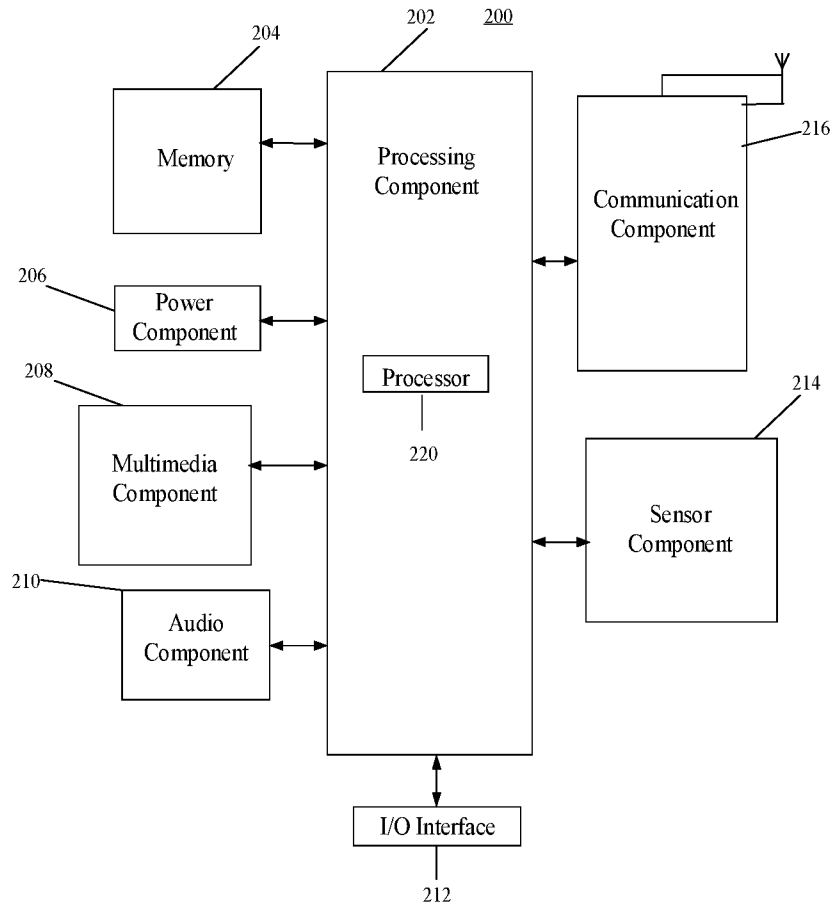 202
200
204
Memory
Processing
Component
216
Communication
Component
206
Power
Component
Processor
220
208
Multimedia
Component
214
Sensor
Component
210
Audio
Component
I/O Interface
212